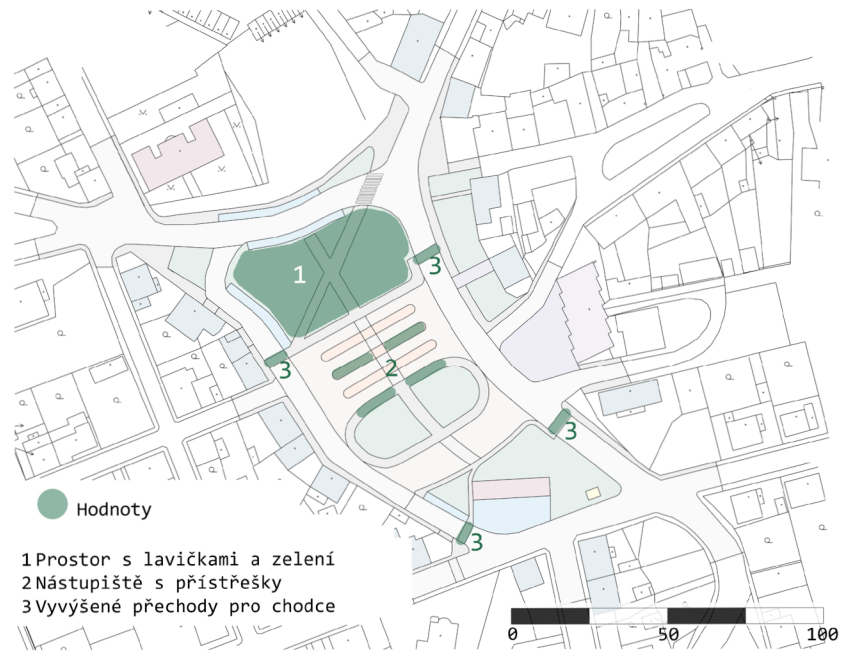 1
3
3
2
3
3
Hodnoty
1 Prostor s lavičkami a zelení
2 Nástupiště s přístřešky
3 Vyvýšené přechody pro chodce
0 50 100